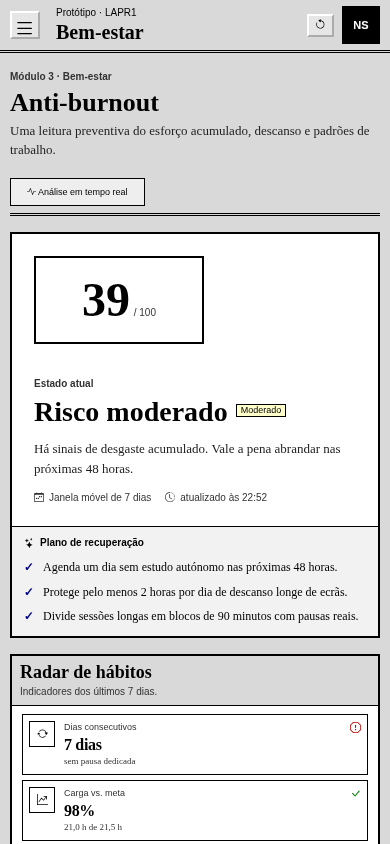 Protótipo · LAPR1
Bem-estar
NS
Módulo 3 · Bem-estar
Anti-burnout
Uma leitura preventiva do esforço acumulado, descanso e padrões de
trabalho.
Análise em tempo real
39 / 100
Estado atual
Risco moderado Moderado
Há sinais de desgaste acumulado. Vale a pena abrandar nas
próximas 48 horas.
Janela móvel de 7 dias atualizado às 22:52
Plano de recuperação
✓ Agenda um dia sem estudo autónomo nas próximas 48 horas.
✓ Protege pelo menos 2 horas por dia de descanso longe de ecrãs.
✓ Divide sessões longas em blocos de 90 minutos com pausas reais.
Radar de hábitos
Indicadores dos últimos 7 dias.
Dias consecutivos
7 dias
sem pausa dedicada
Carga vs. meta
98%
21,0 h de 21,5 h